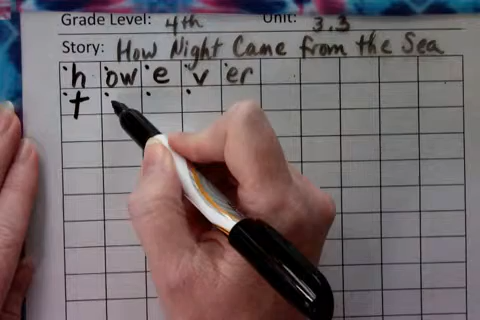 Grade Level: 4th Unit: 3.3
Story: How Night Came from the Sea
h ow e v er
t